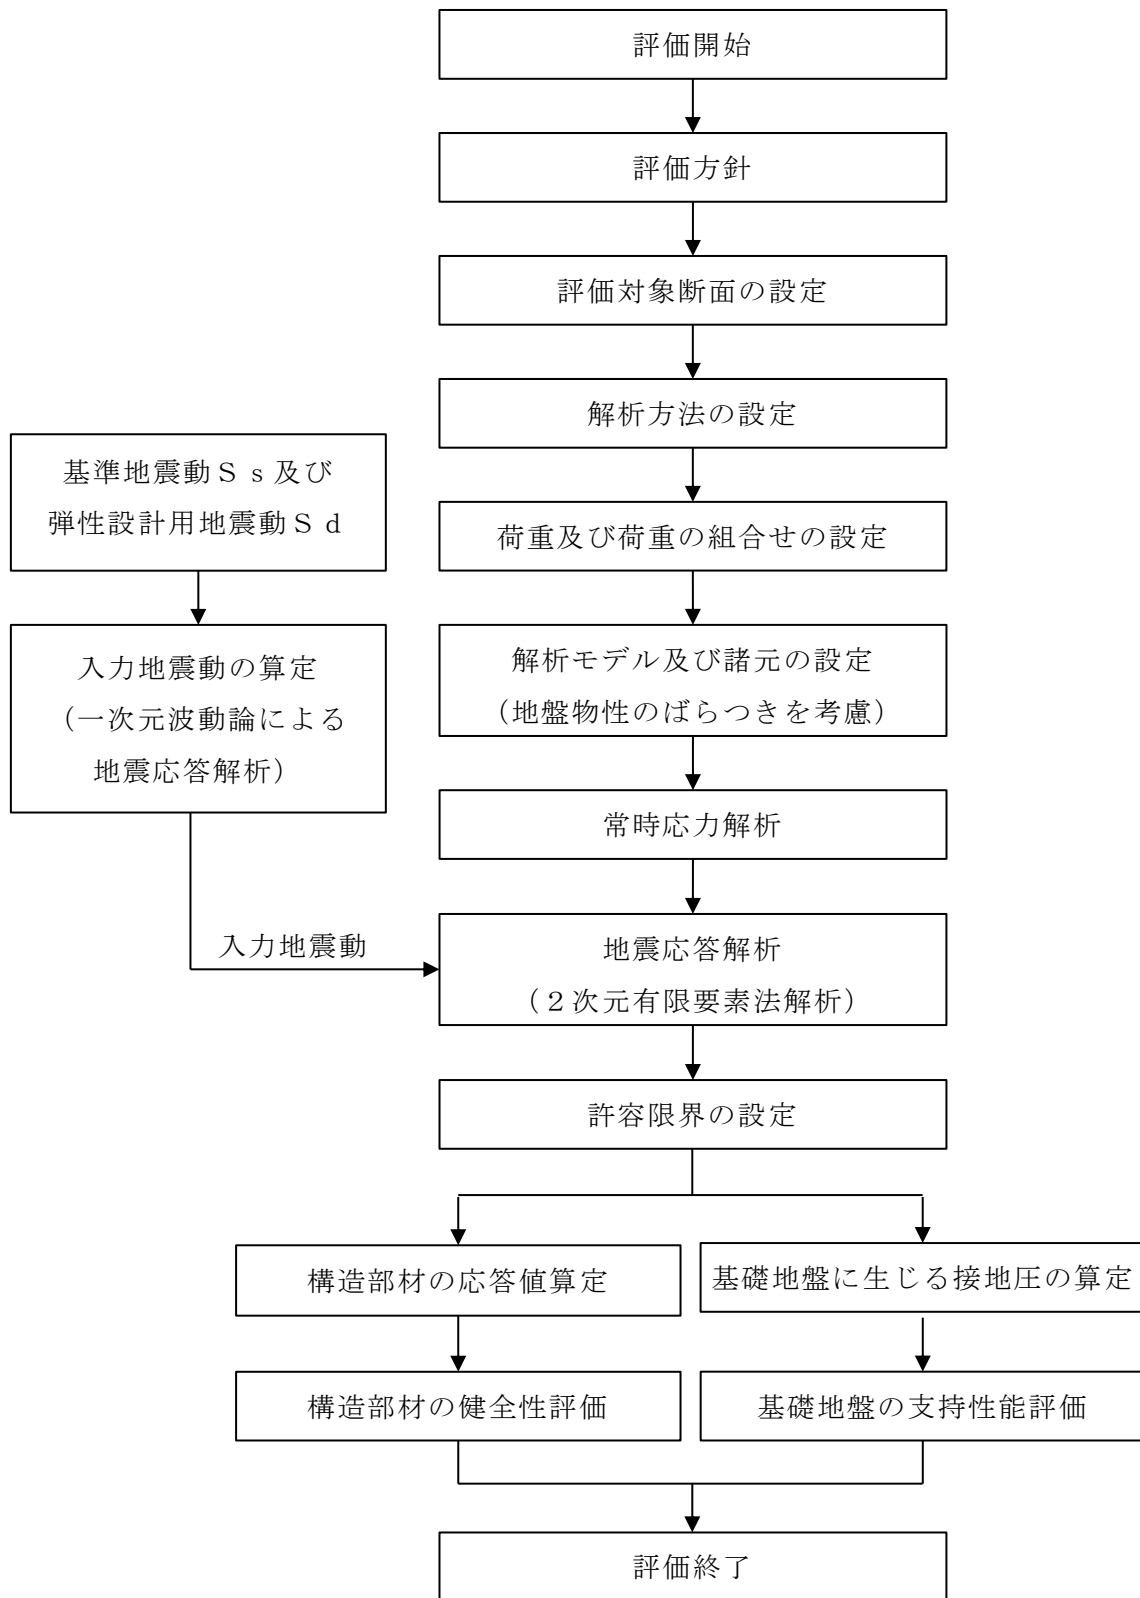 評価開始
評価方針
評価対象断面の設定
解析方法の設定
基準地震動Ｓｓ及び
弾性設計用地震動Ｓｄ
荷重及び荷重の組合せの設定
入力地震動の算定
（一次元波動論による
地震応答解析）
解析モデル及び諸元の設定
（地盤物性のばらつきを考慮）
常時応力解析
入力地震動
地震応答解析
（２次元有限要素法解析）
許容限界の設定
構造部材の応答値算定
基礎地盤に生じる接地圧の算定
構造部材の健全性評価
基礎地盤の支持性能評価
評価終了